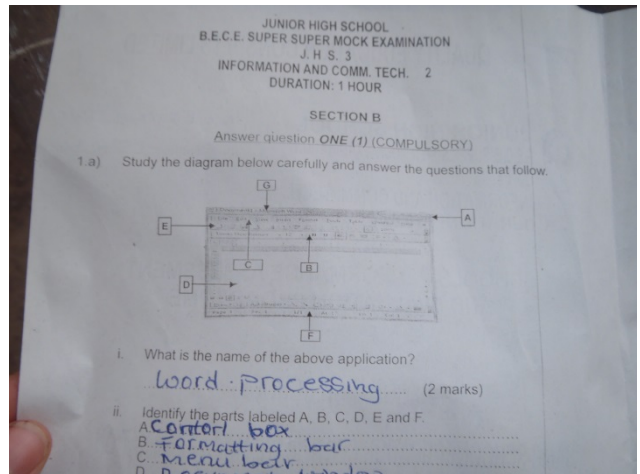 JUNIOR HIGH SCHOOL
B.E.C.E. SUPER SUPER MOCK EXAMINATION
J. H S. 3
INFORMATION AND COMM. TECH. 2
DURATION: 1 HOUR
SECTION B
Answer question ONE (1) (COMPULSORY)
1.a) Study the diagram below carefully and answer the questions that follow.
G
A
E
C
B
D
F
i. What is the name of the above application?
word.processing (2 marks)
ii. Identify the parts labeled A, B, C, D, E and F.
A. Contorl box
B. Formatting bar
C. Menu bar
D.